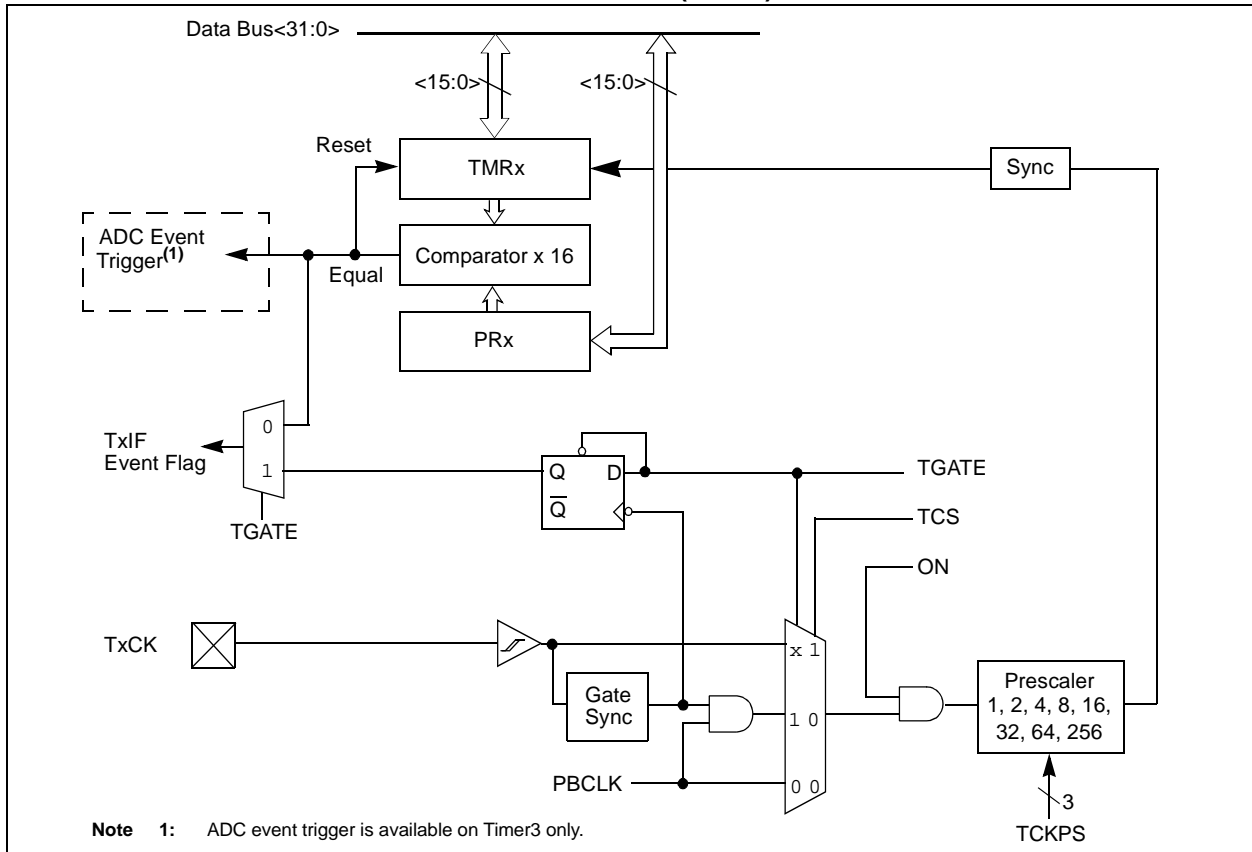 Data Bus<31:0>
<15:0>
<15:0>
Reset
TMRx
Sync
ADC Event
Trigger(1)
Equal
Comparator x 16
PRx
0
1
TxIF
Event Flag
TGATE
Q
D
Q
TGATE
TCS
ON
TxCK
x 1
Gate
Sync
1 0
Prescaler
1, 2, 4, 8, 16,
32, 64, 256
PBCLK
0 0
3
TCKPS
Note 1: ADC event trigger is available on Timer3 only.